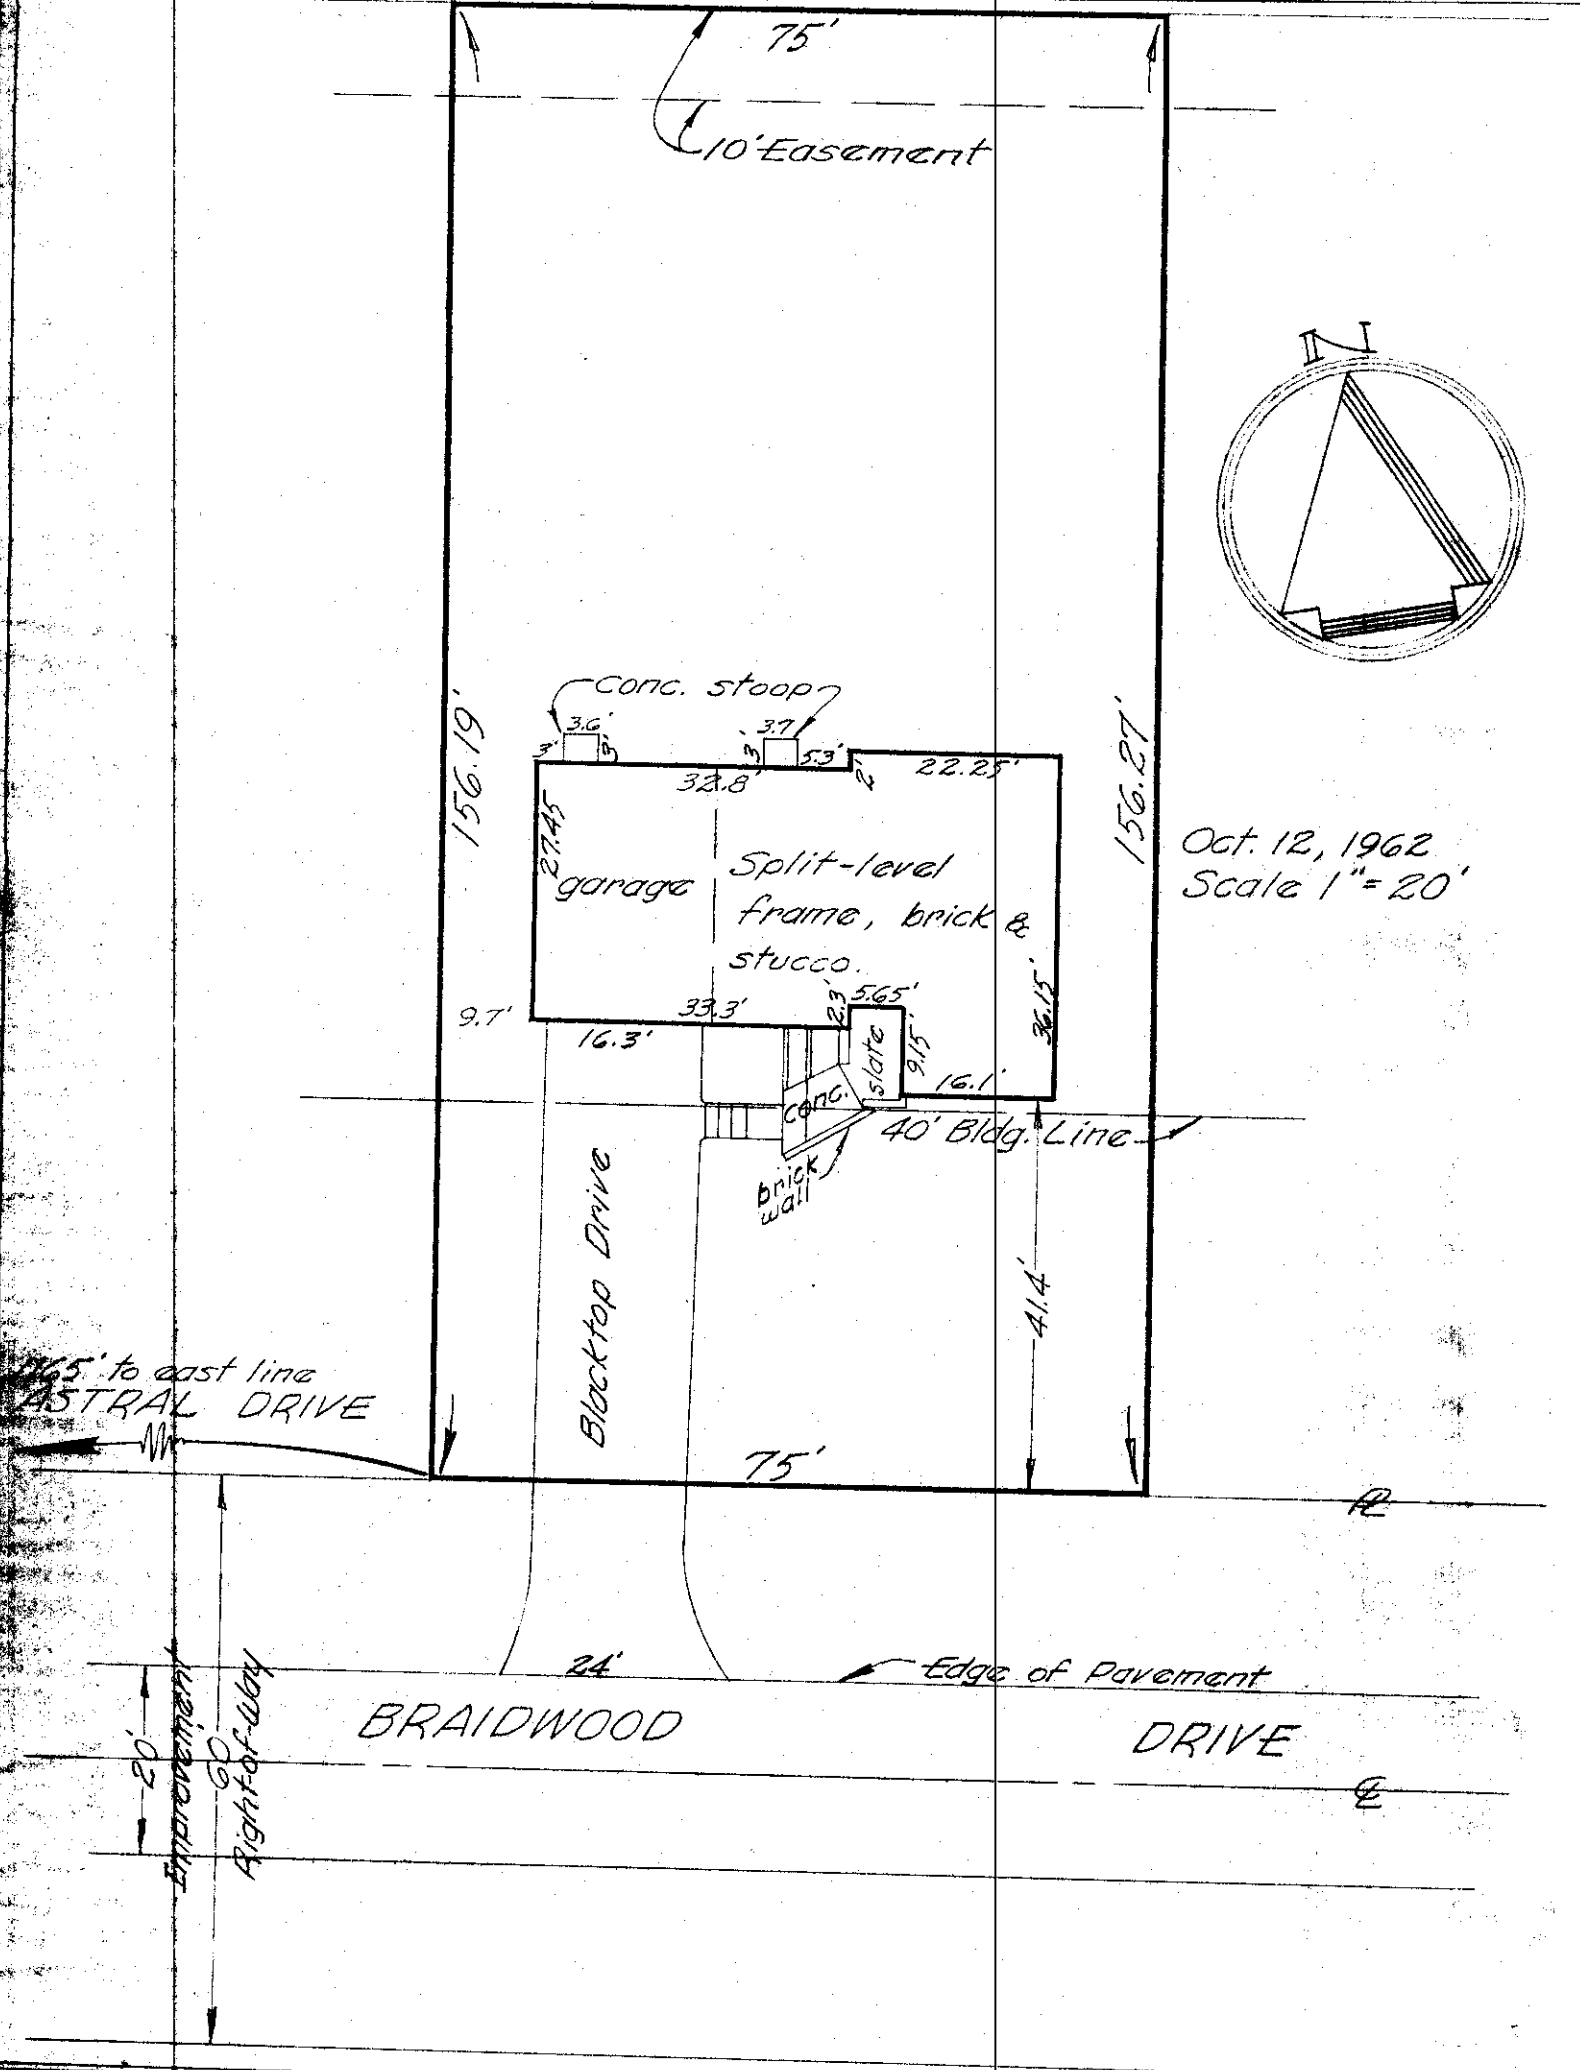 75'
10' Easement
N
Conc. stoop
3.6'
3.7
3'
3'
3'
5.3'
2'
22.25'
32.8'
156.19'
156.27'
27.45
garage
Split-level
frame, brick &
stucco.
Oct. 12, 1962
Scale 1"=20'
9.7'
33.3'
16.3'
2.3'
5.65'
slate
9.15'
36.15'
16.1'
conc.
40' Bldg. Line
brick
wall
Blacktop Drive
41.4'
65' to east line
ASTRAL DRIVE
75'
PL
24'
Edge of Pavement
BRAIDWOOD DRIVE
CL
20'
Improvement
60'
Right-of-Way